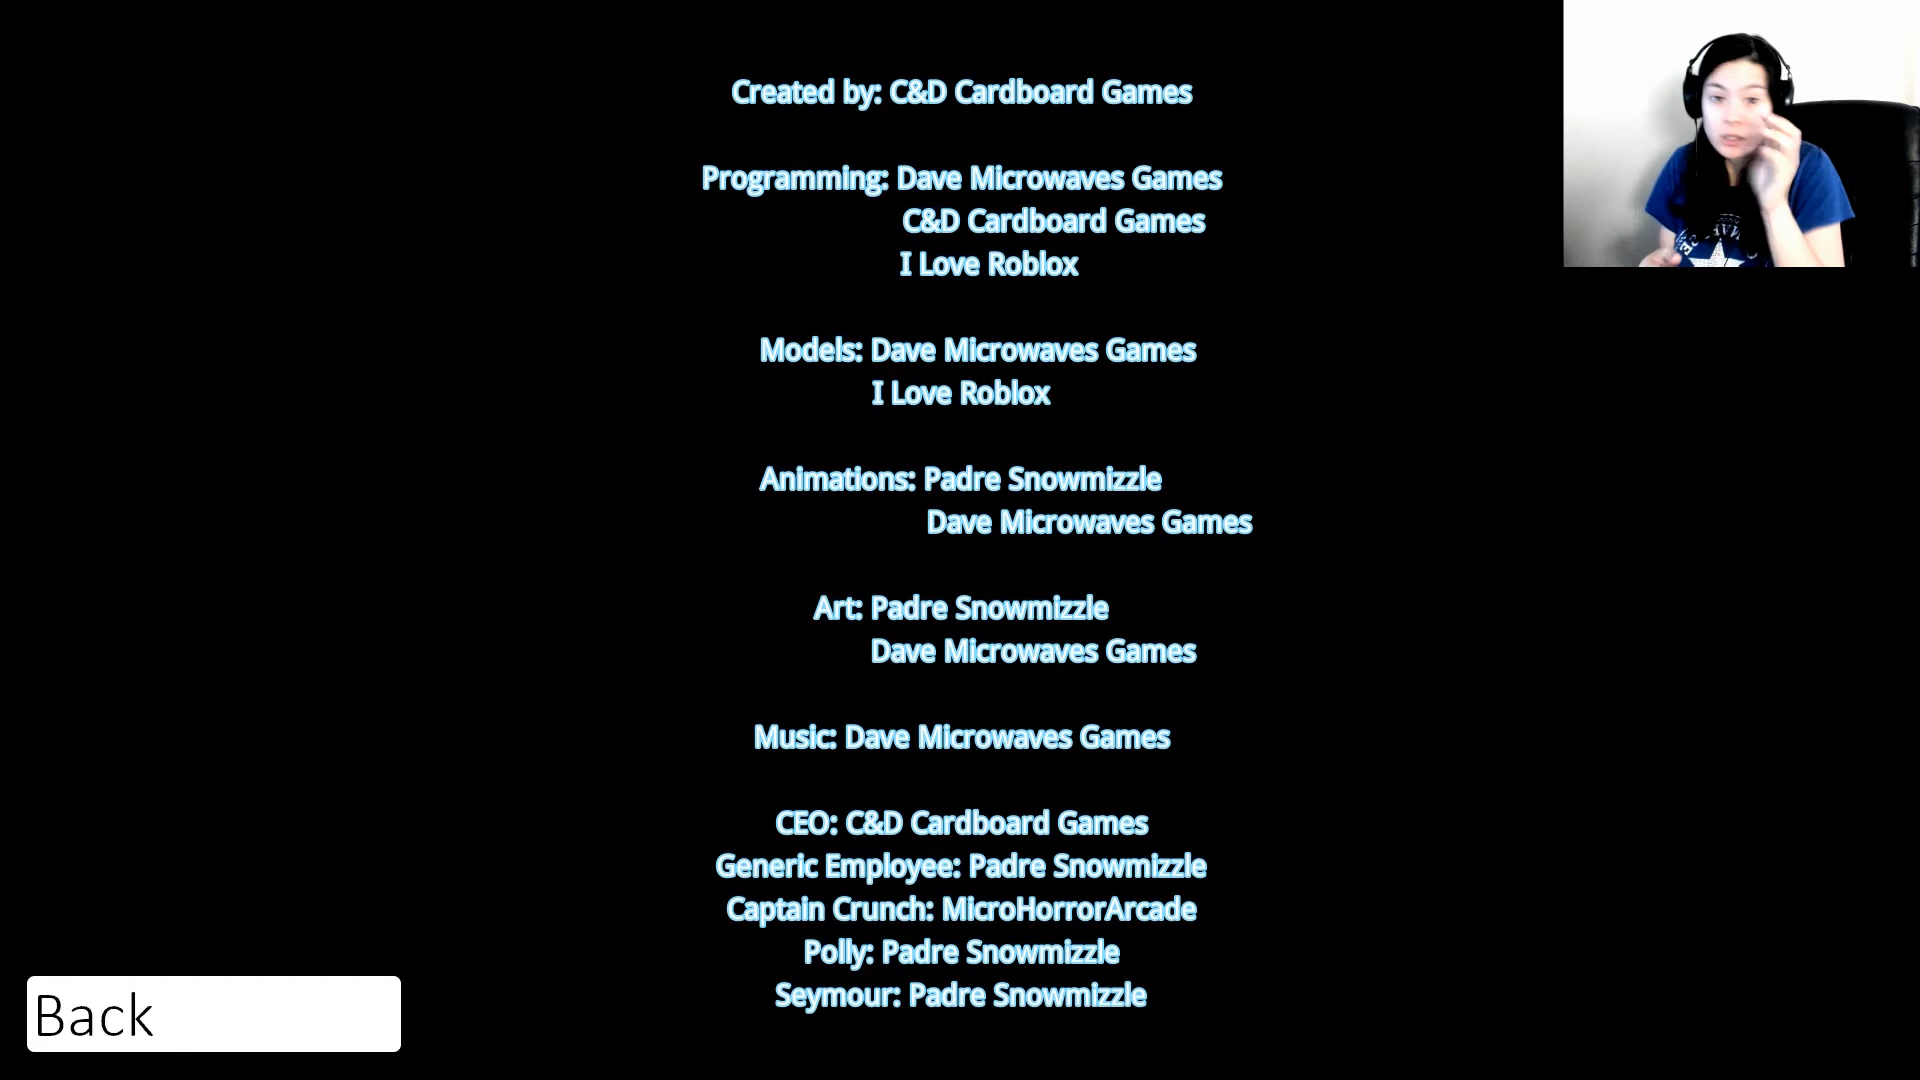 Created by: C&D Cardboard Games
Programming: Dave Microwaves Games
C&D Cardboard Games
I Love Roblox
Models: Dave Microwaves Games
I Love Roblox
Animations: Padre Snowmizzle
Dave Microwaves Games
Art: Padre Snowmizzle
Dave Microwaves Games
Music: Dave Microwaves Games
CEO: C&D Cardboard Games
Generic Employee: Padre Snowmizzle
Captain Crunch: MicroHorrorArcade
Polly: Padre Snowmizzle
Seymour: Padre Snowmizzle
Back